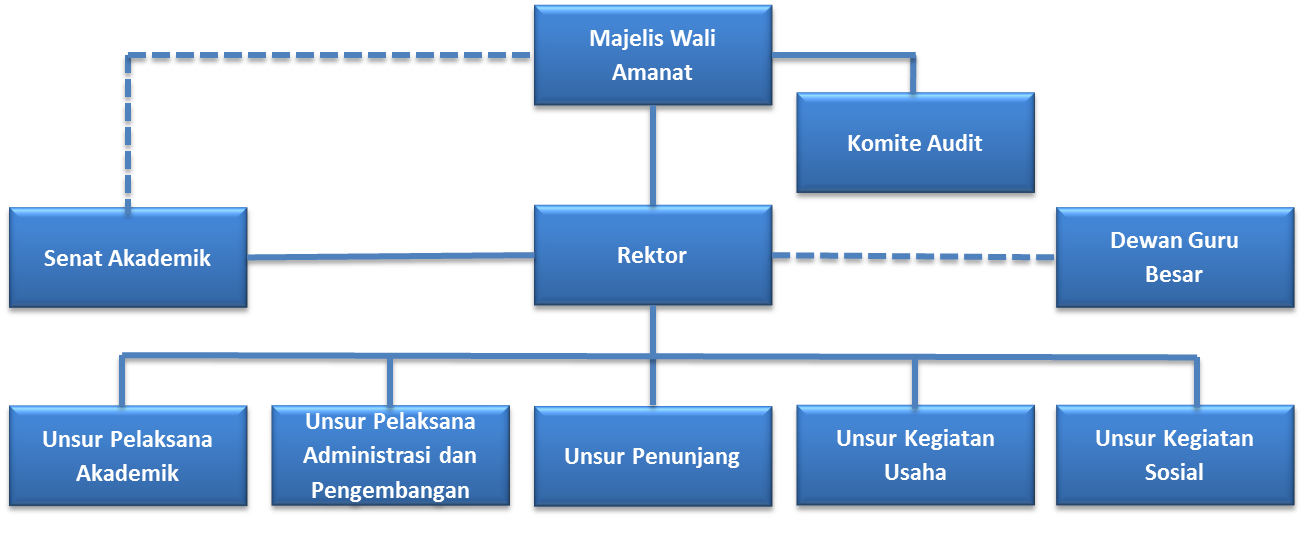 Majelis Wali
Amanat
Komite Audit
Senat Akademik
Rektor
Dewan Guru
Besar
Unsur Pelaksana
Akademik
Unsur Pelaksana
Administrasi dan
Pengembangan
Unsur Penunjang
Unsur Kegiatan
Usaha
Unsur Kegiatan
Sosial